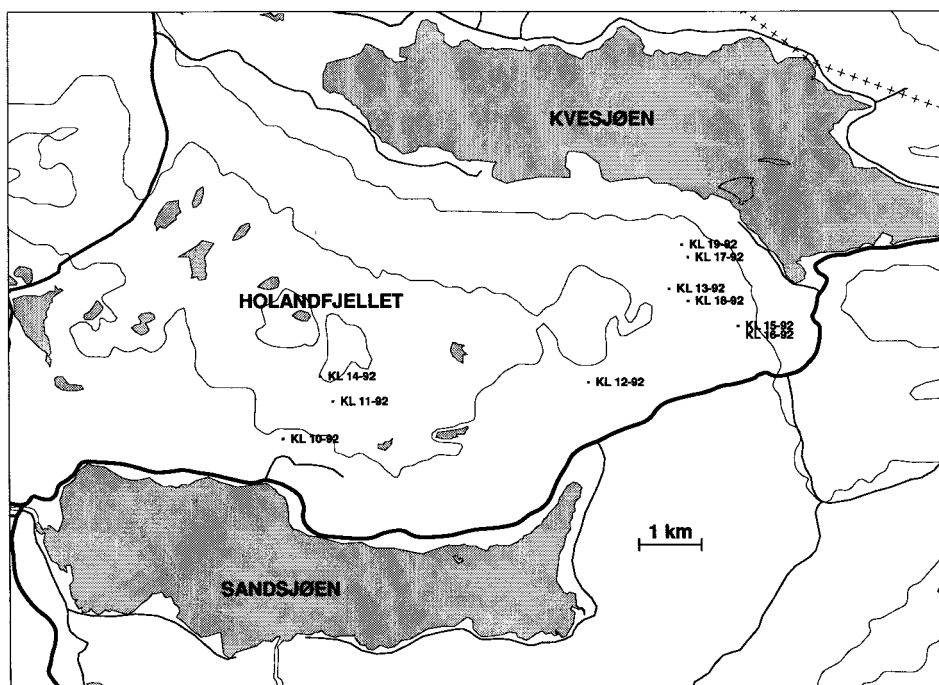 KVESJØEN
KL 19-92
KL 17-92
HOLANDFJELLET
KL 13-92
KL 18-92
KL 15-92
KL 16-92
KL 14-92
KL 12-92
KL 11-92
KL 10-92
1 km
SANDSJØEN